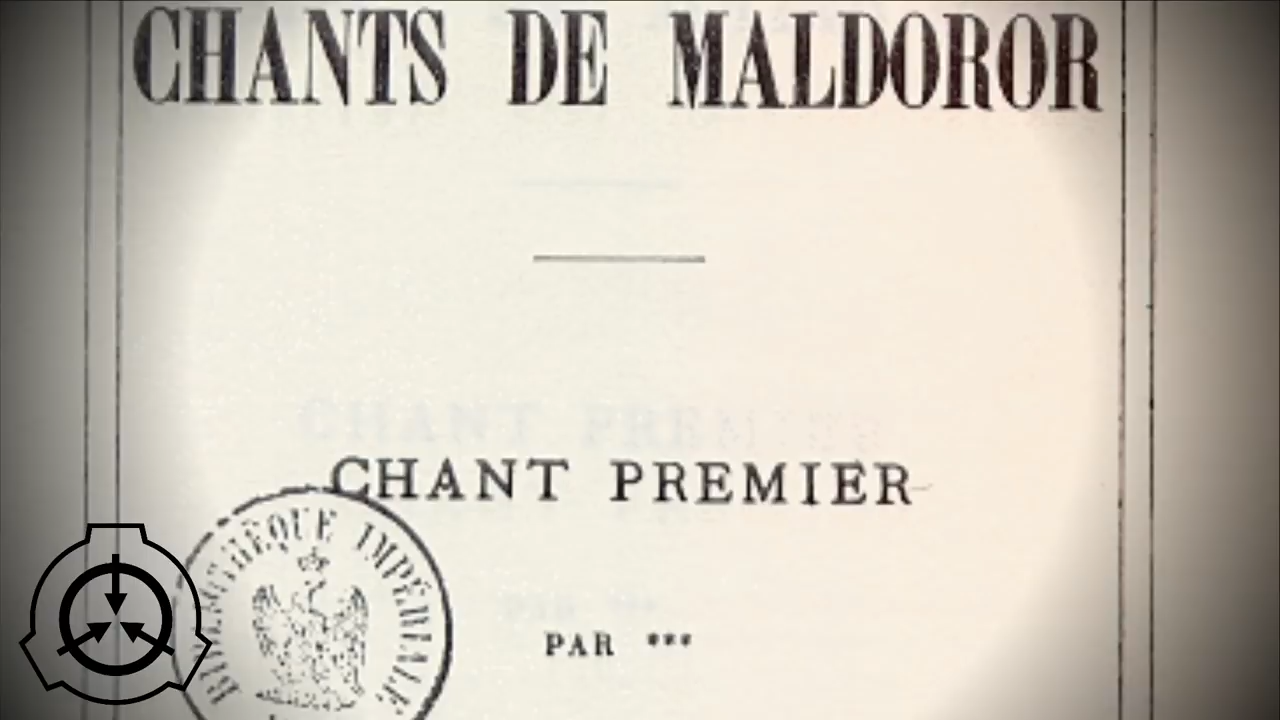 CHANTS DE MALDOROR
CHANT PREMIER
PAR ***
BIBLIOTHÈQUE IMPÉRIALE